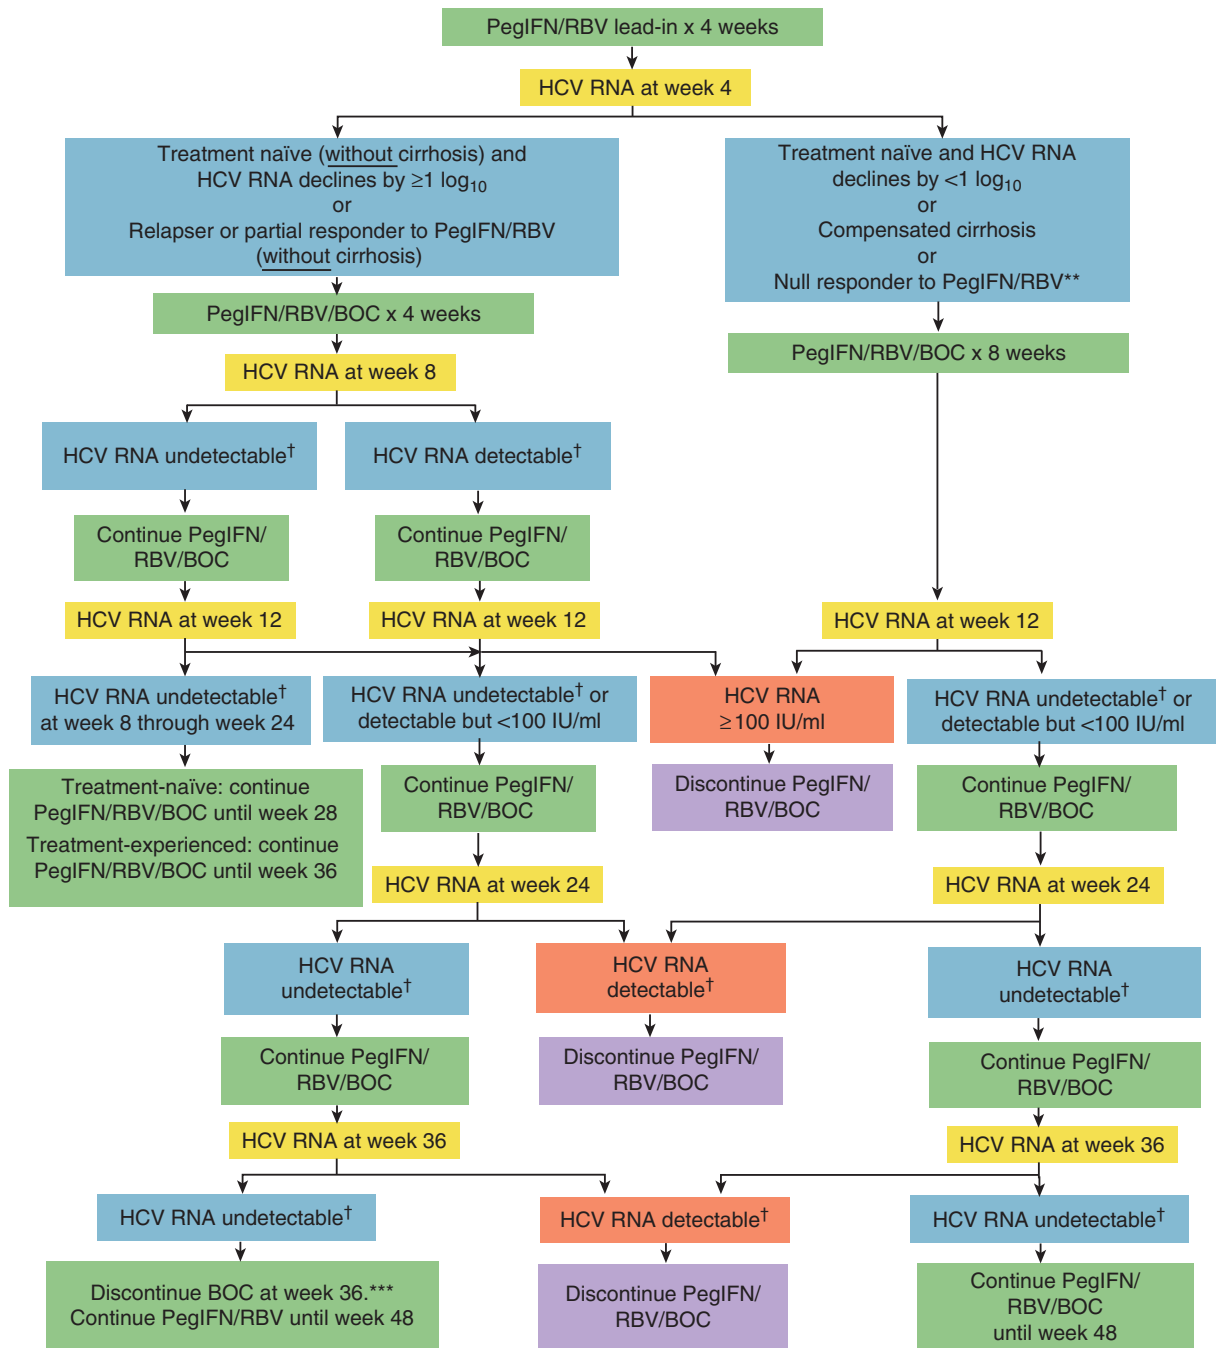 PegIFN/RBV lead-in x 4 weeks
HCV RNA at week 4
Treatment naïve (without cirrhosis) and
HCV RNA declines by ≥1 log₁₀
or
Relapser or partial responder to PegIFN/RBV
(without cirrhosis)
Treatment naïve and HCV RNA
declines by <1 log₁₀
or
Compensated cirrhosis
or
Null responder to PegIFN/RBV**
PegIFN/RBV/BOC x 4 weeks
PegIFN/RBV/BOC x 8 weeks
HCV RNA at week 8
HCV RNA undetectable†
HCV RNA detectable†
Continue PegIFN/
RBV/BOC
Continue PegIFN/
RBV/BOC
HCV RNA at week 12
HCV RNA at week 12
HCV RNA at week 12
HCV RNA undetectable†
at week 8 through week 24
HCV RNA undetectable† or
detectable but <100 IU/ml
HCV RNA
≥100 IU/ml
HCV RNA undetectable† or
detectable but <100 IU/ml
Treatment-naïve: continue
PegIFN/RBV/BOC until week 28
Treatment-experienced: continue
PegIFN/RBV/BOC until week 36
Continue PegIFN/
RBV/BOC
Discontinue PegIFN/
RBV/BOC
Continue PegIFN/
RBV/BOC
HCV RNA at week 24
HCV RNA at week 24
HCV RNA
undetectable†
HCV RNA
detectable†
HCV RNA
undetectable†
Continue PegIFN/
RBV/BOC
Discontinue PegIFN/
RBV/BOC
Continue PegIFN/
RBV/BOC
HCV RNA at week 36
HCV RNA at week 36
HCV RNA undetectable†
HCV RNA detectable†
HCV RNA undetectable†
Discontinue BOC at week 36.***
Continue PegIFN/RBV until week 48
Discontinue PegIFN/
RBV/BOC
Continue PegIFN/
RBV/BOC
until week 48